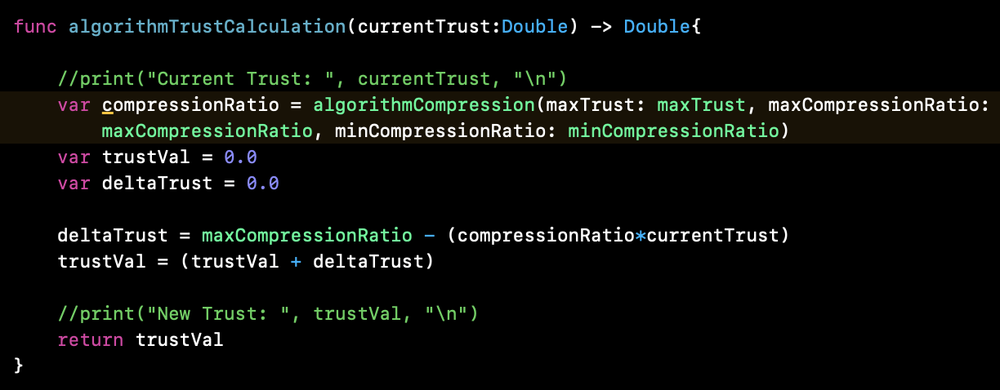 func algorithmTrustCalculation(currentTrust:Double) -> Double{
//print("Current Trust: ", currentTrust, "\n")
var compressionRatio = algorithmCompression(maxTrust: maxTrust, maxCompressionRatio:
maxCompressionRatio, minCompressionRatio: minCompressionRatio)
var trustVal = 0.0
var deltaTrust = 0.0
deltaTrust = maxCompressionRatio - (compressionRatio*currentTrust)
trustVal = (trustVal + deltaTrust)
//print("New Trust: ", trustVal, "\n")
return trustVal
}